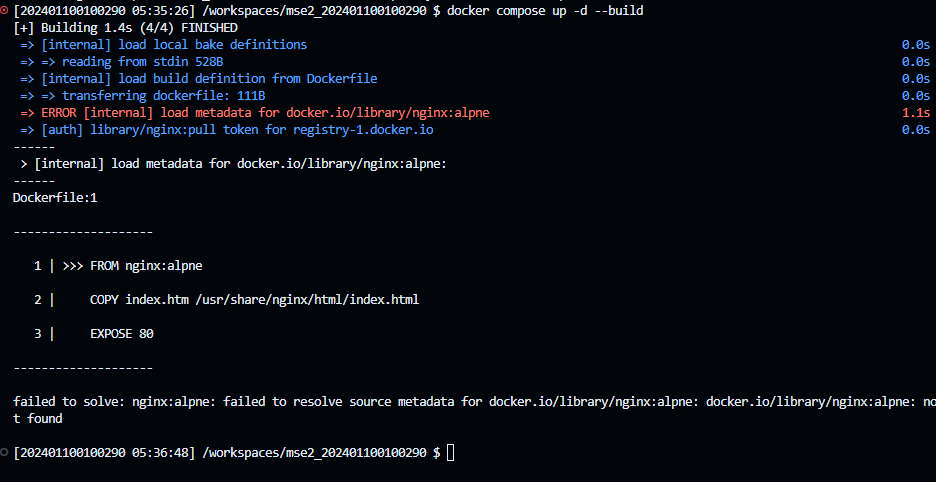 [202401100100290 05:35:26] /workspaces/mse2_202401100100290 $ docker compose up -d --build
[+] Building 1.4s (4/4) FINISHED
=> [internal] load local bake definitions 0.0s
=> => reading from stdin 528B 0.0s
=> [internal] load build definition from Dockerfile 0.0s
=> => transferring dockerfile: 111B 0.0s
=> ERROR [internal] load metadata for docker.io/library/nginx:alpne 1.1s
=> [auth] library/nginx:pull token for registry-1.docker.io 0.0s
------
> [internal] load metadata for docker.io/library/nginx:alpne:
------
Dockerfile:1
--------------------
1 | >>> FROM nginx:alpne
2 | COPY index.htm /usr/share/nginx/html/index.html
3 | EXPOSE 80
--------------------
failed to solve: nginx:alpne: failed to resolve source metadata for docker.io/library/nginx:alpne: docker.io/library/nginx:alpne: no
t found
[202401100100290 05:36:48] /workspaces/mse2_202401100100290 $